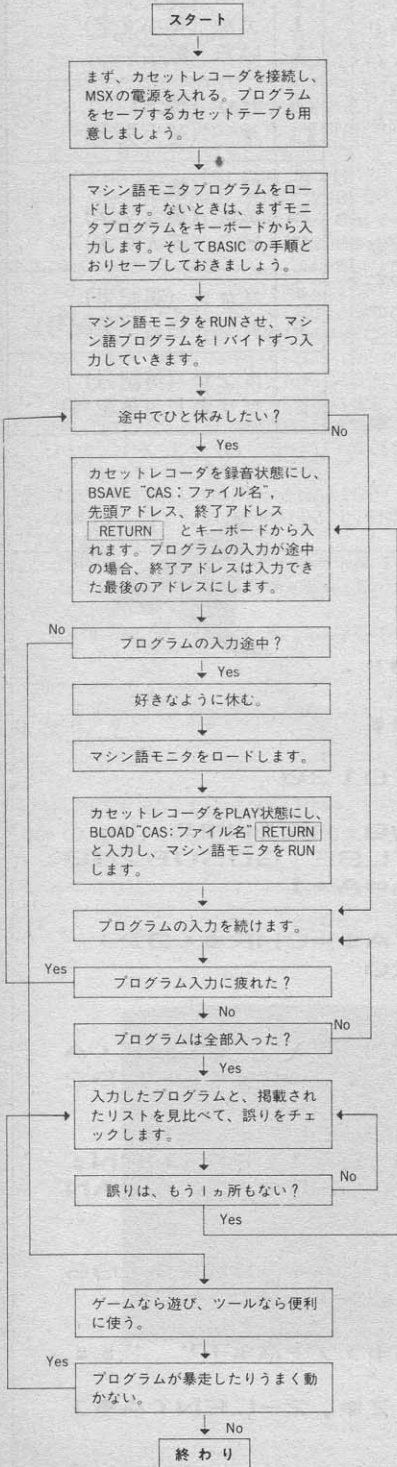 スタート
まず、カセットレコーダを接続し、
MSXの電源を入れる。プログラム
をセーブするカセットテープも用
意しましょう。
マシン語モニタプログラムをロー
ドします。ないときは、まずモニ
タプログラムをキーボードから入
力します。そしてBASIC の手順ど
おりセーブしておきましょう。
マシン語モニタをRUNさせ、マシ
ン語プログラムを1バイトずつ入
力していきます。
途中でひと休みしたい？
No
Yes
カセットレコーダを録音状態にし、
BSAVE “CAS：ファイル名”,
先頭アドレス、終了アドレス
RETURN とキーボードから入
れます。プログラムの入力が途中
の場合、終了アドレスは入力でき
た最後のアドレスにします。
No
プログラムの入力途中？
Yes
好きなように休む。
マシン語モニタをロードします。
カセットレコーダをPLAY状態にし、
BLOAD“CAS:ファイル名” RETURN
と入力し、マシン語モニタをRUN
します。
プログラムの入力を続けます。
Yes
プログラム入力に疲れた？
No
プログラムは全部入った？
No
Yes
入力したプログラムと、掲載され
たリストを見比べて、誤りをチェ
ックします。
誤りは、もう1ヵ所もない？
No
Yes
ゲームなら遊び、ツールなら便利
に使う。
Yes
プログラムが暴走したりうまく動
かない。
No
終わり